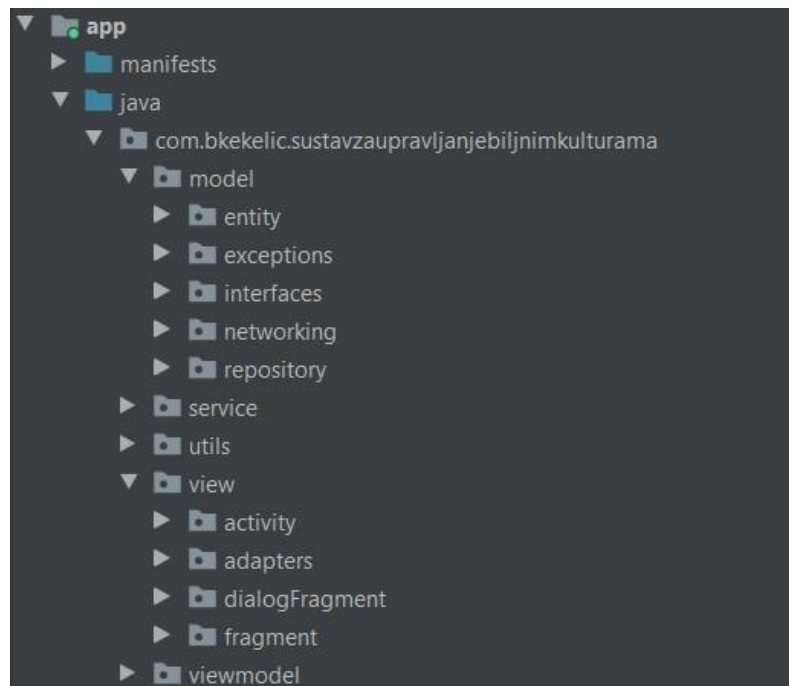 app
manifests
java
com.bkekelic.sustavzaupravljanjebiljnimkulturama
model
entity
exceptions
interfaces
networking
repository
service
utils
view
activity
adapters
dialogFragment
fragment
viewmodel